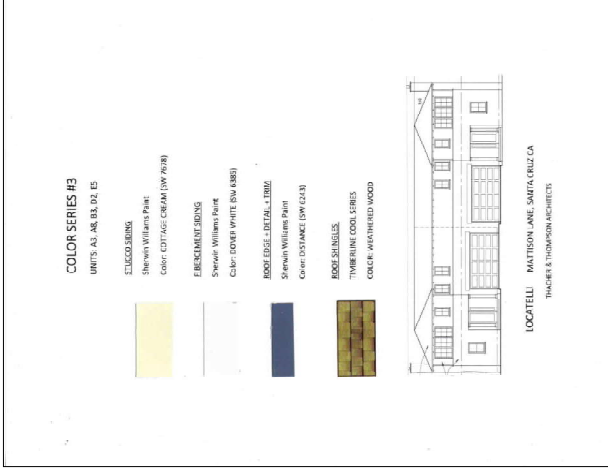 COLOR SERIES #3
UNITS: A3, A8, B3, D2, E5
STUCCO SIDING
Sherwin Williams Paint
Color: COTTAGE CREAM (SW 7678)
FIBERCEMENT SIDING
Sherwin Williams Paint
Color: DOVER WHITE (SW 6385)
ROOF EDGE + DETAIL + TRIM
Sherwin Williams Paint
Color: DISTANCE (SW 6243)
ROOF SHINGLES
TIMBERLINE COOL SERIES
COLOR: WEATHERED WOOD
LOCATELLI MATTISON LANE, SANTA CRUZ CA
THACHER & THOMPSON ARCHITECTS